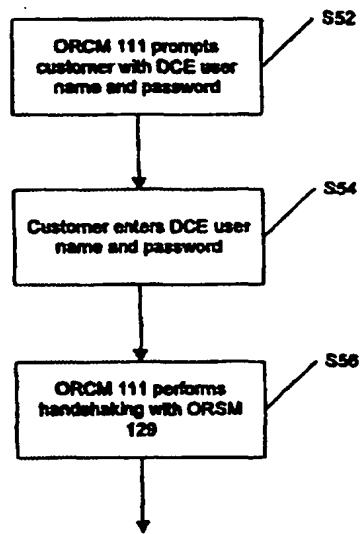 S52
ORCM 111 prompts
customer with DCE user
name and password
S54
Customer enters DCE user
name and password
S56
ORCM 111 performs
handshaking with ORSM
129